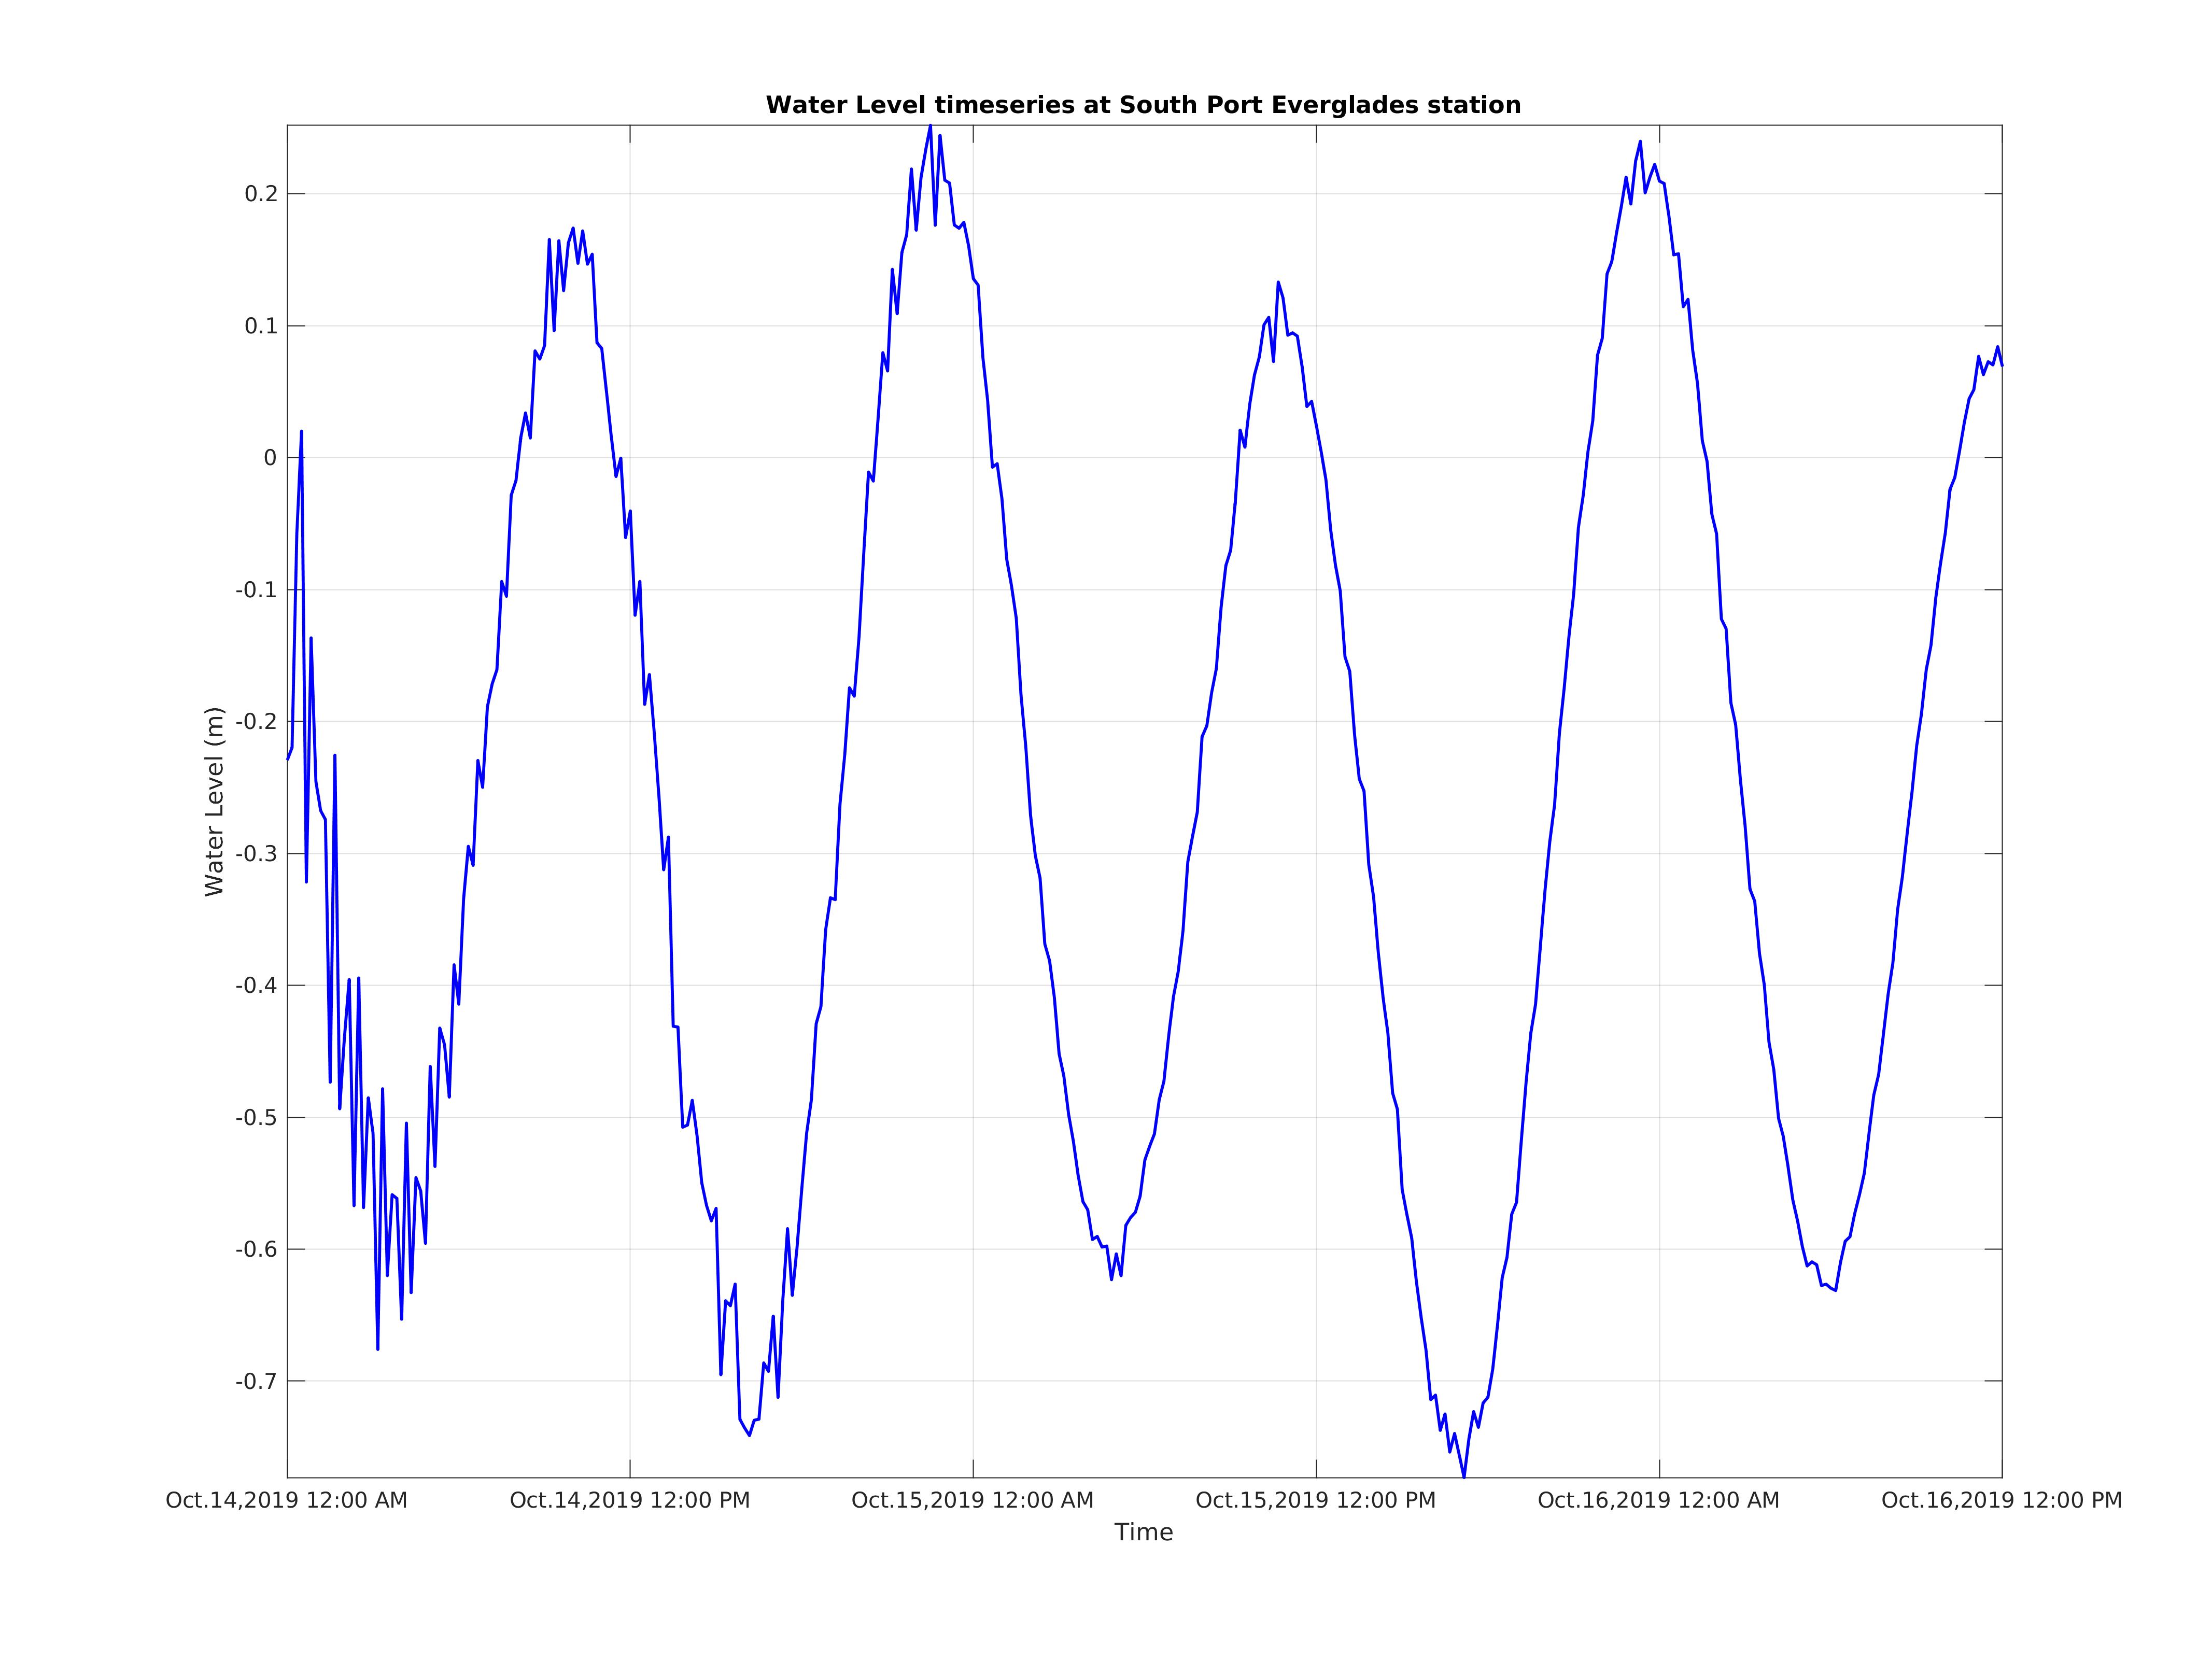 Water Level timeseries at South Port Everglades station
0.2
0.1
0
-0.1
-0.2
-0.3
-0.4
-0.5
-0.6
-0.7
Water Level (m)
Oct.14,2019 12:00 AM Oct.14,2019 12:00 PM Oct.15,2019 12:00 AM Oct.15,2019 12:00 PM Oct.16,2019 12:00 AM Oct.16,2019 12:00 PM
Time